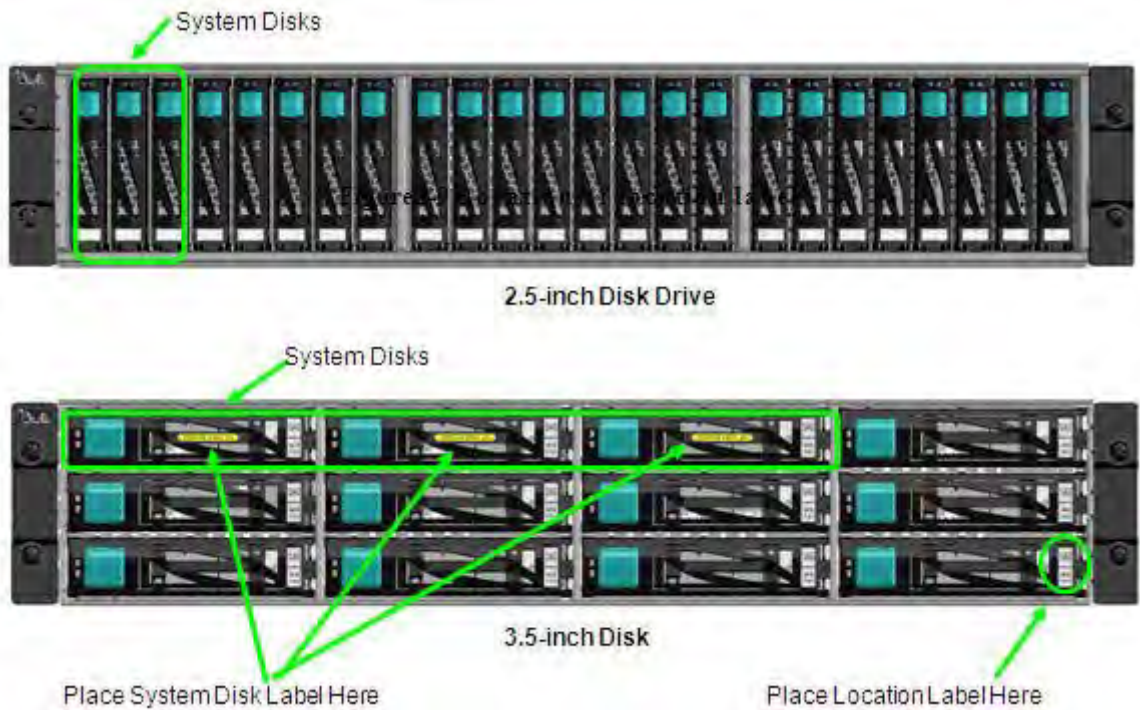 System Disks
2.5-inch Disk Drive
System Disks
3.5-inch Disk
Place System Disk Label Here
Place Location Label Here